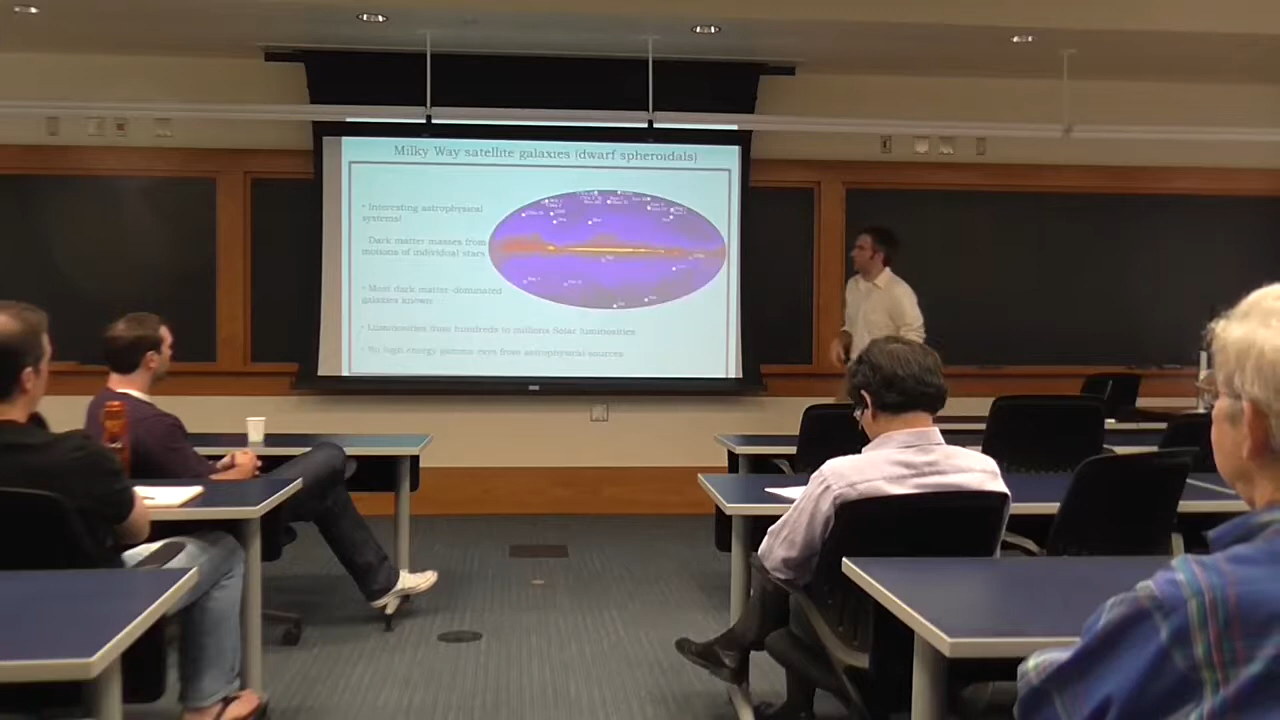 Milky Way satellite galaxies (dwarf spheroidals)
• Interesting astrophysical
systems!
Dark matter masses from
motions of individual stars
• Most dark matter-dominated
galaxies known
• Luminosities from hundreds to millions Solar luminosities
• No high energy gamma-rays from astrophysical sources